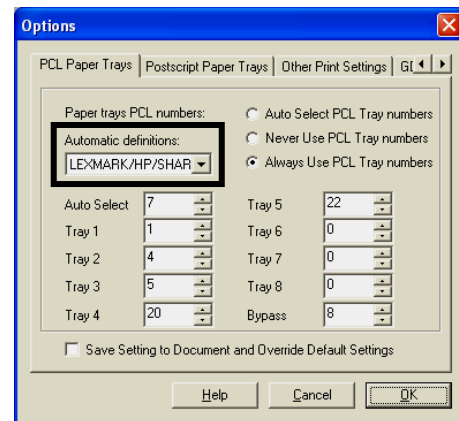 Options
PCL Paper Trays Postscript Paper Trays Other Print Settings
Paper trays PCL numbers:
Automatic definitions:
LEXMARK/HP/SHAR
Auto Select PCL Tray numbers
Never Use PCL Tray numbers
Always Use PCL Tray numbers
Auto Select 7 Tray 5 22
Tray 1 1 Tray 6 0
Tray 2 4 Tray 7 0
Tray 3 5 Tray 8 0
Tray 4 20 Bypass 8
Save Setting to Document and Override Default Settings
Help Cancel OK